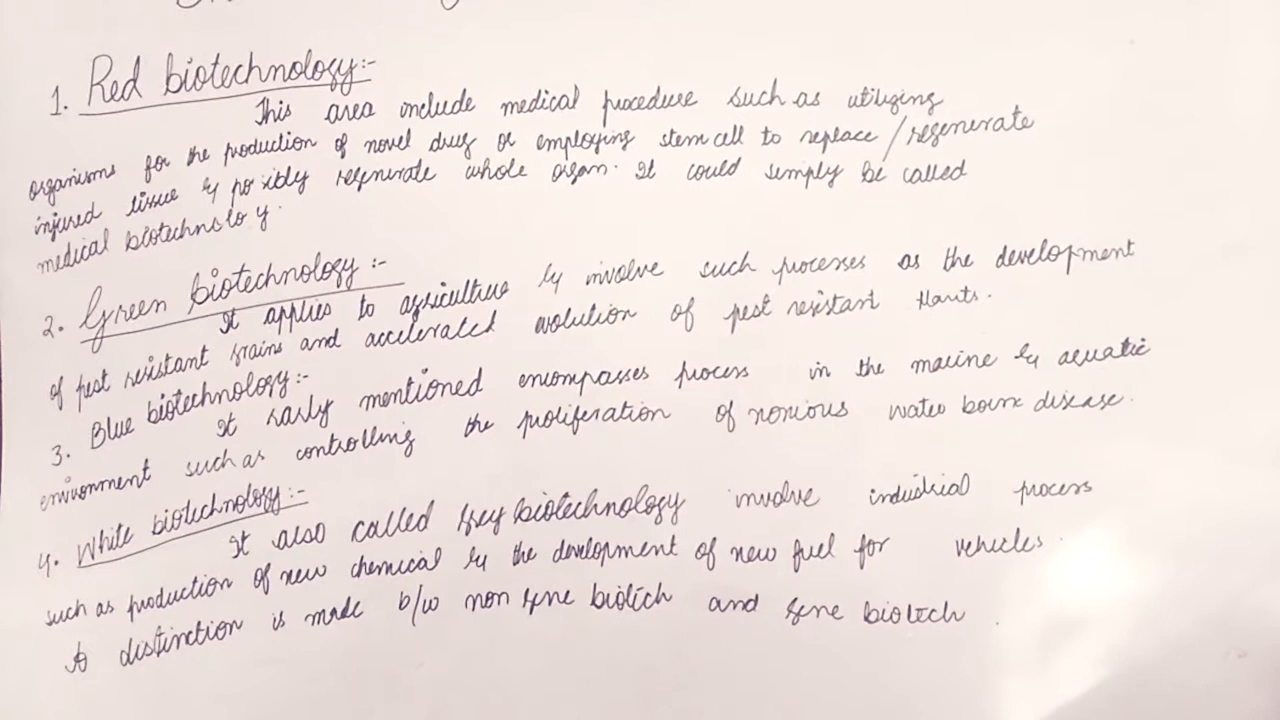 1. Red biotechnology:-
This area include medical procedure such as utilizing
organisms for the production of novel drug or employing stem cell to replace / regenerate
injured tissue & possibly regenerate whole organ. It could simply be called
medical biotechnology.
2. Green biotechnology :-
It applies to agriculture & involve such processes as the development
of pest resistant grains and accelerated evolution of pest resistant plants.
3. Blue biotechnology:-
It rarly mentioned encompasses process in the marine & aquatic
environment such as controlling the proliferation of noxious water borne disease.
4. White biotechnology:-
It also called Grey biotechnology involve industrial process
such as production of new chemical & the development of new fuel for vehicles.
A distinction is made b/w non gene biotech and gene biotech.